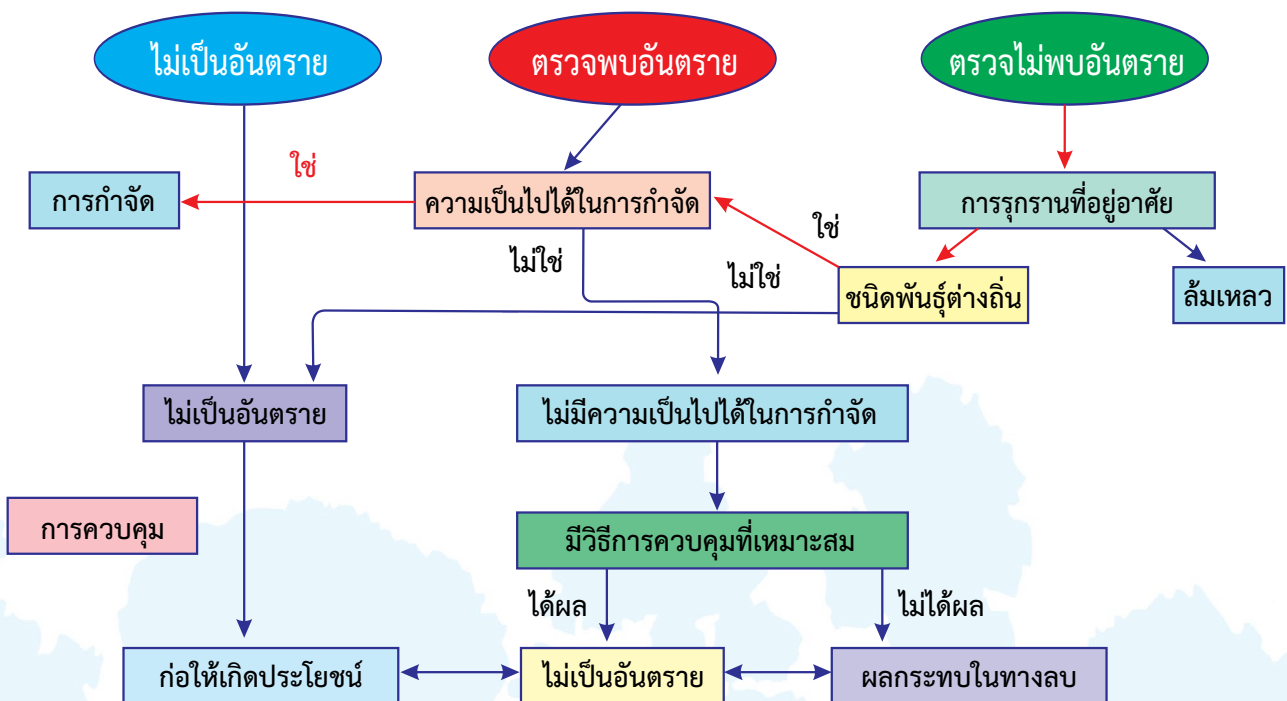 ไม่เป็นอันตราย
ตรวจพบอันตราย
ตรวจไม่พบอันตราย
ใช่
การกำจัด
ความเป็นไปได้ในการกำจัด
การรุกรานที่อยู่อาศัย
ใช่
ไม่ใช่
ไม่ใช่
ชนิดพันธุ์ต่างถิ่น
ล้มเหลว
ไม่เป็นอันตราย
ไม่มีความเป็นไปได้ในการกำจัด
การควบคุม
มีวิธีการควบคุมที่เหมาะสม
ได้ผล
ไม่ได้ผล
ก่อให้เกิดประโยชน์
ไม่เป็นอันตราย
ผลกระทบในทางลบ